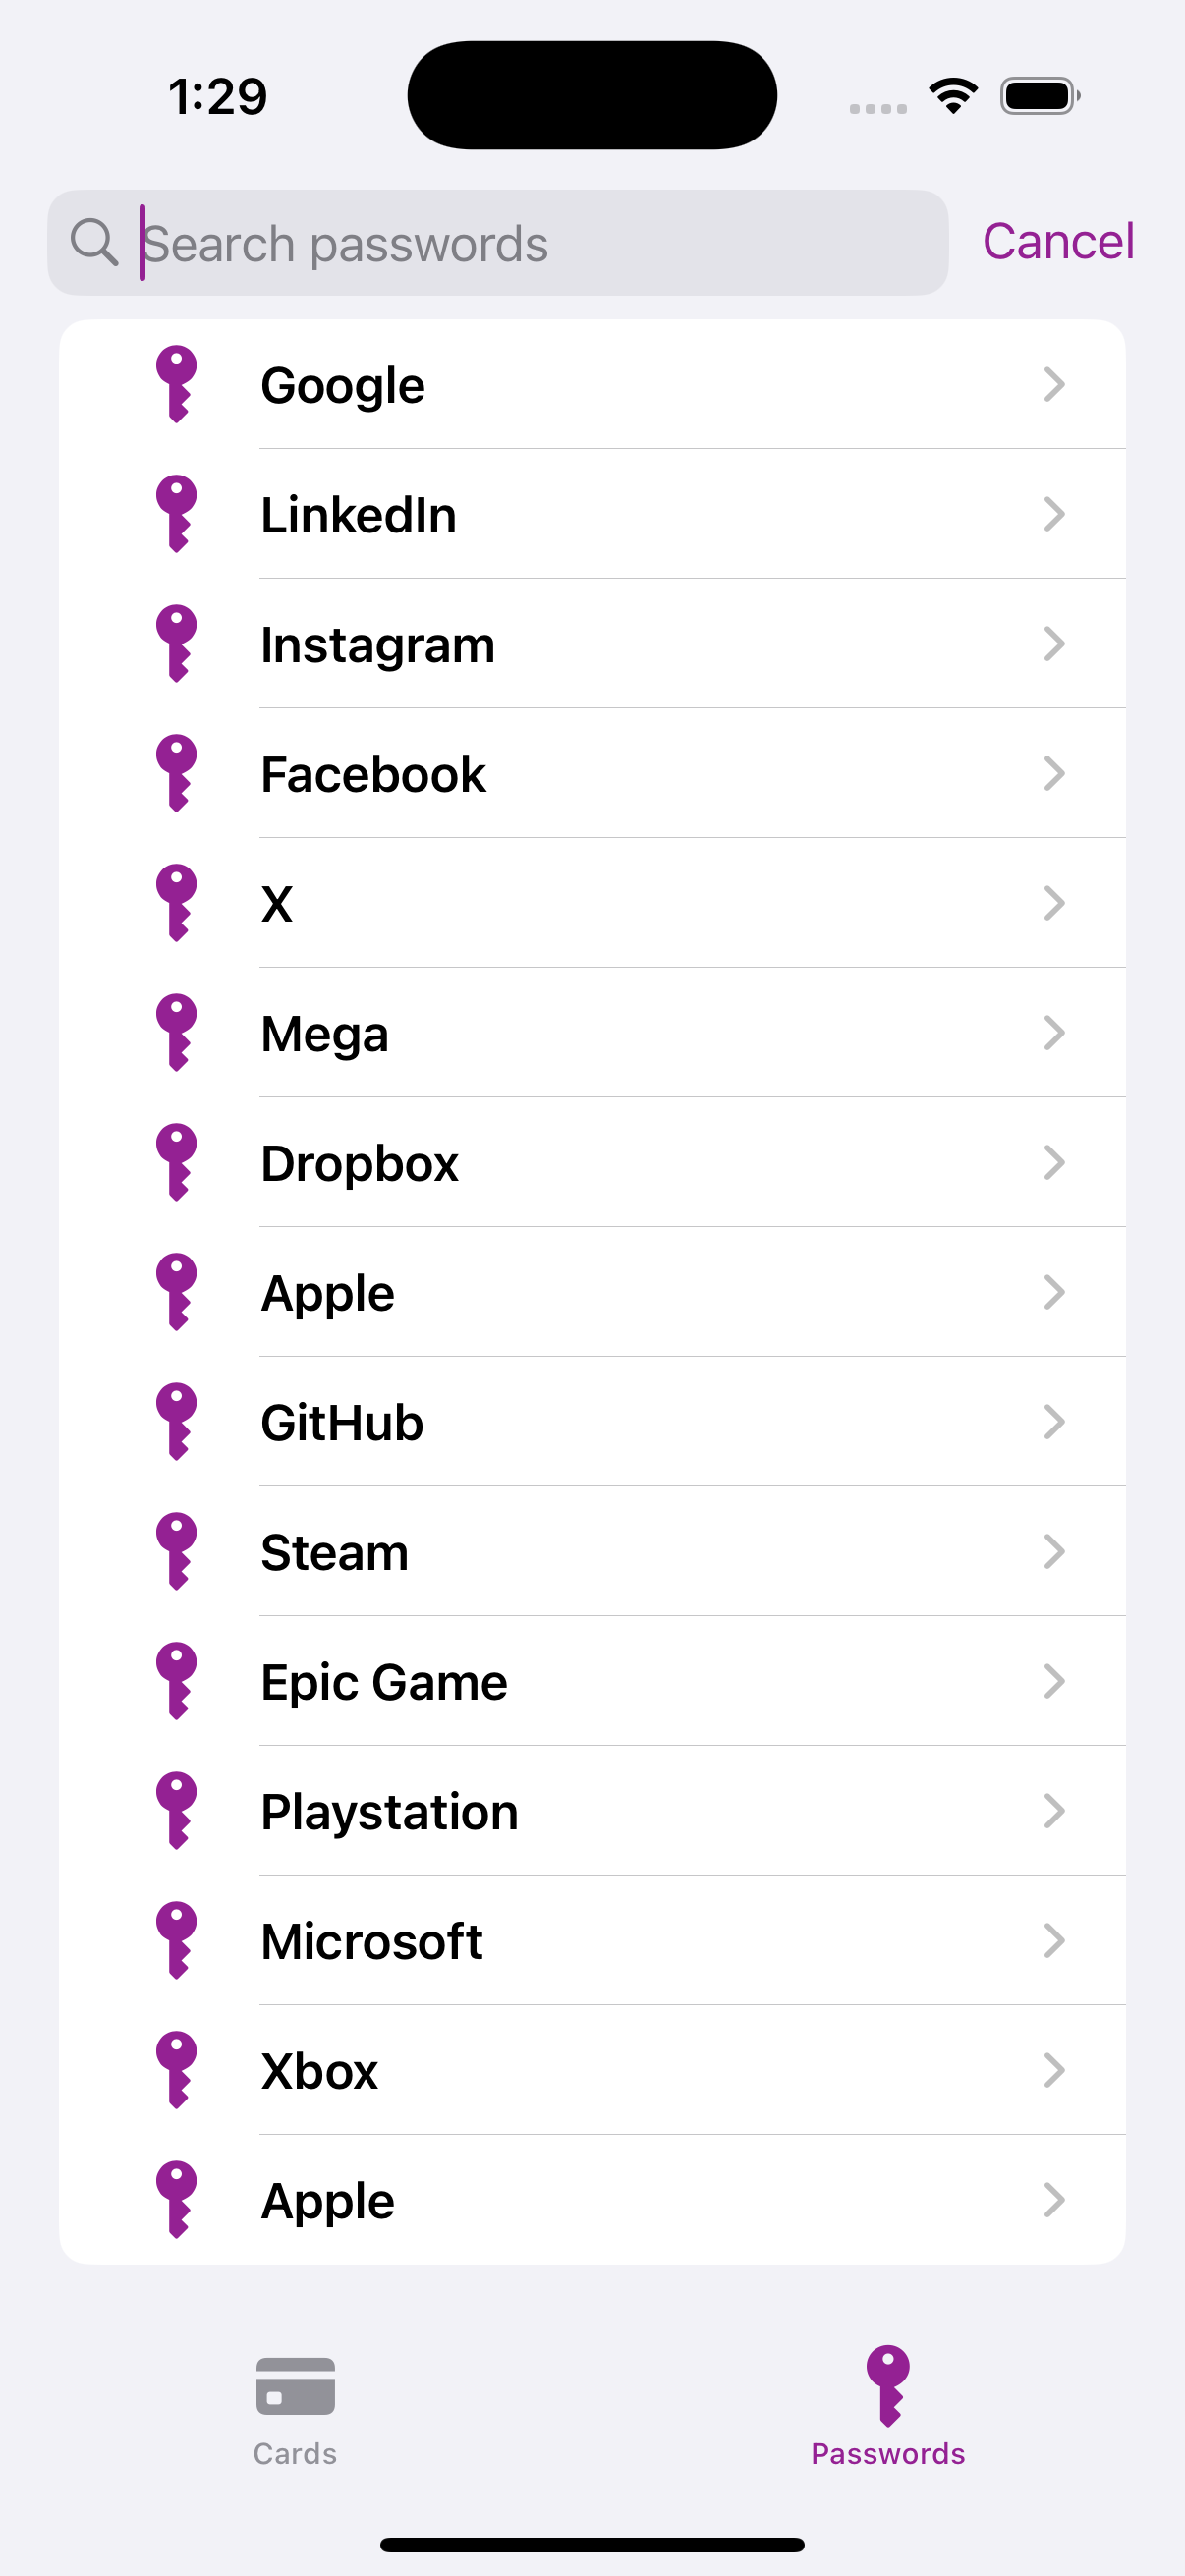 1:29
Search passwords
Cancel
Google
LinkedIn
Instagram
Facebook
X
Mega
Dropbox
Apple
GitHub
Steam
Epic Game
Playstation
Microsoft
Xbox
Apple
Cards
Passwords